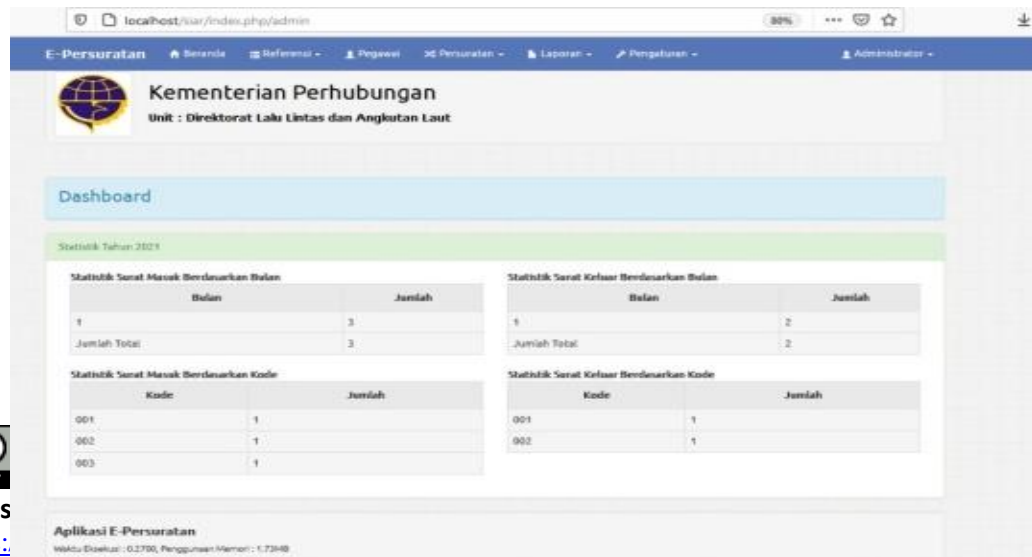 localhost/siar/index.php/admin
80%
E-Persuratan Beranda Referensi Pegawai Persuratan Laporan Pengaturan Administrator
Kementerian Perhubungan
Unit : Direktorat Lalu Lintas dan Angkutan Laut
Dashboard
Statistik Tahun 2021
Statistik Surat Masuk Berdasarkan Bulan
Bulan Jumlah
1 3
Jumlah Total 3
Statistik Surat Keluar Berdasarkan Bulan
Bulan Jumlah
1 2
Jumlah Total 2
Statistik Surat Masuk Berdasarkan Kode
Kode Jumlah
001 1
002 1
003 1
Statistik Surat Keluar Berdasarkan Kode
Kode Jumlah
001 1
002 1
Aplikasi E-Persuratan
Waktu Eksekusi : 0.2700, Penggunaan Memori : 1.73MB